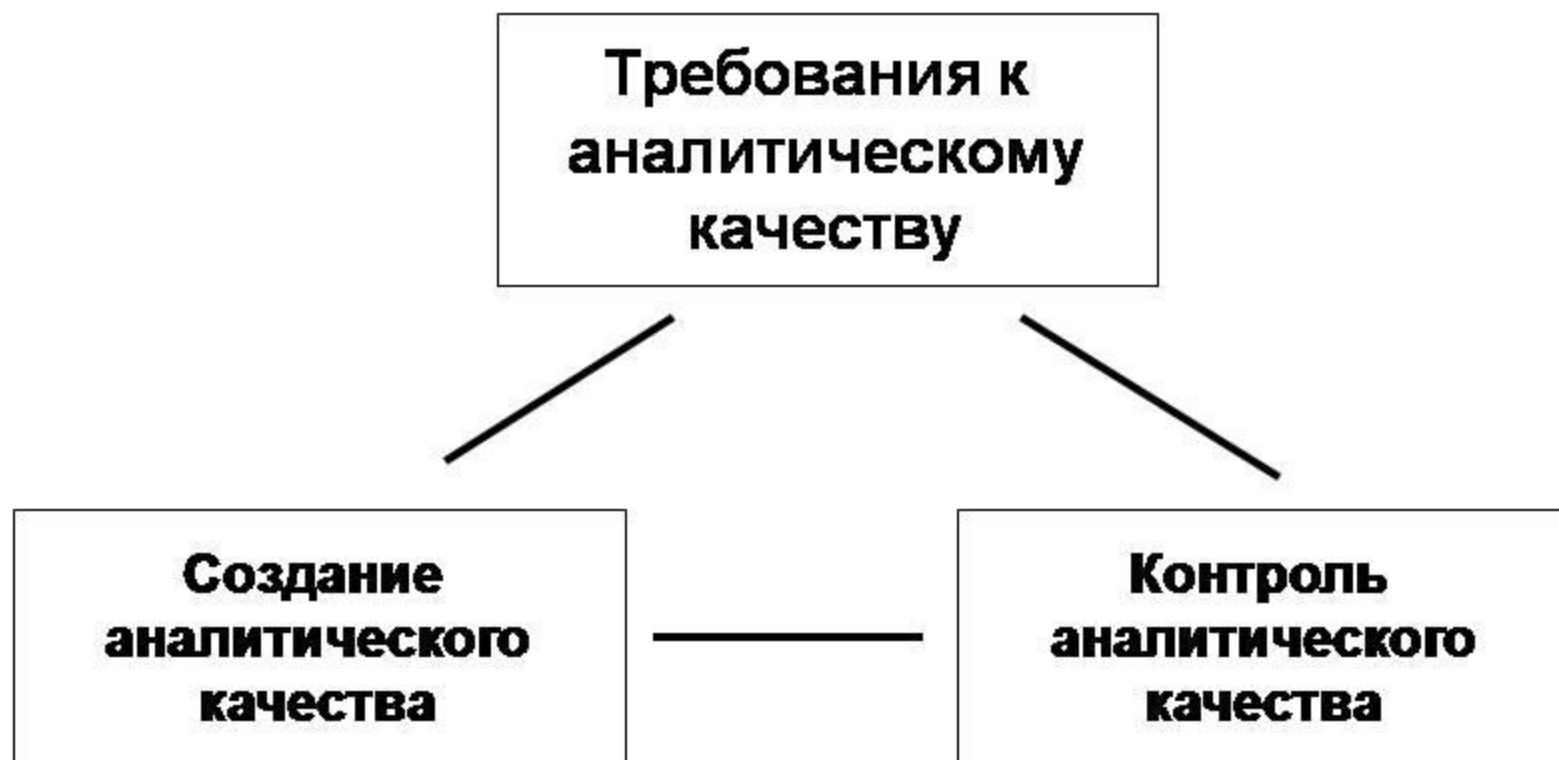 Требования к
аналитическому
качеству
Создание
аналитического
качества
Контроль
аналитического
качества